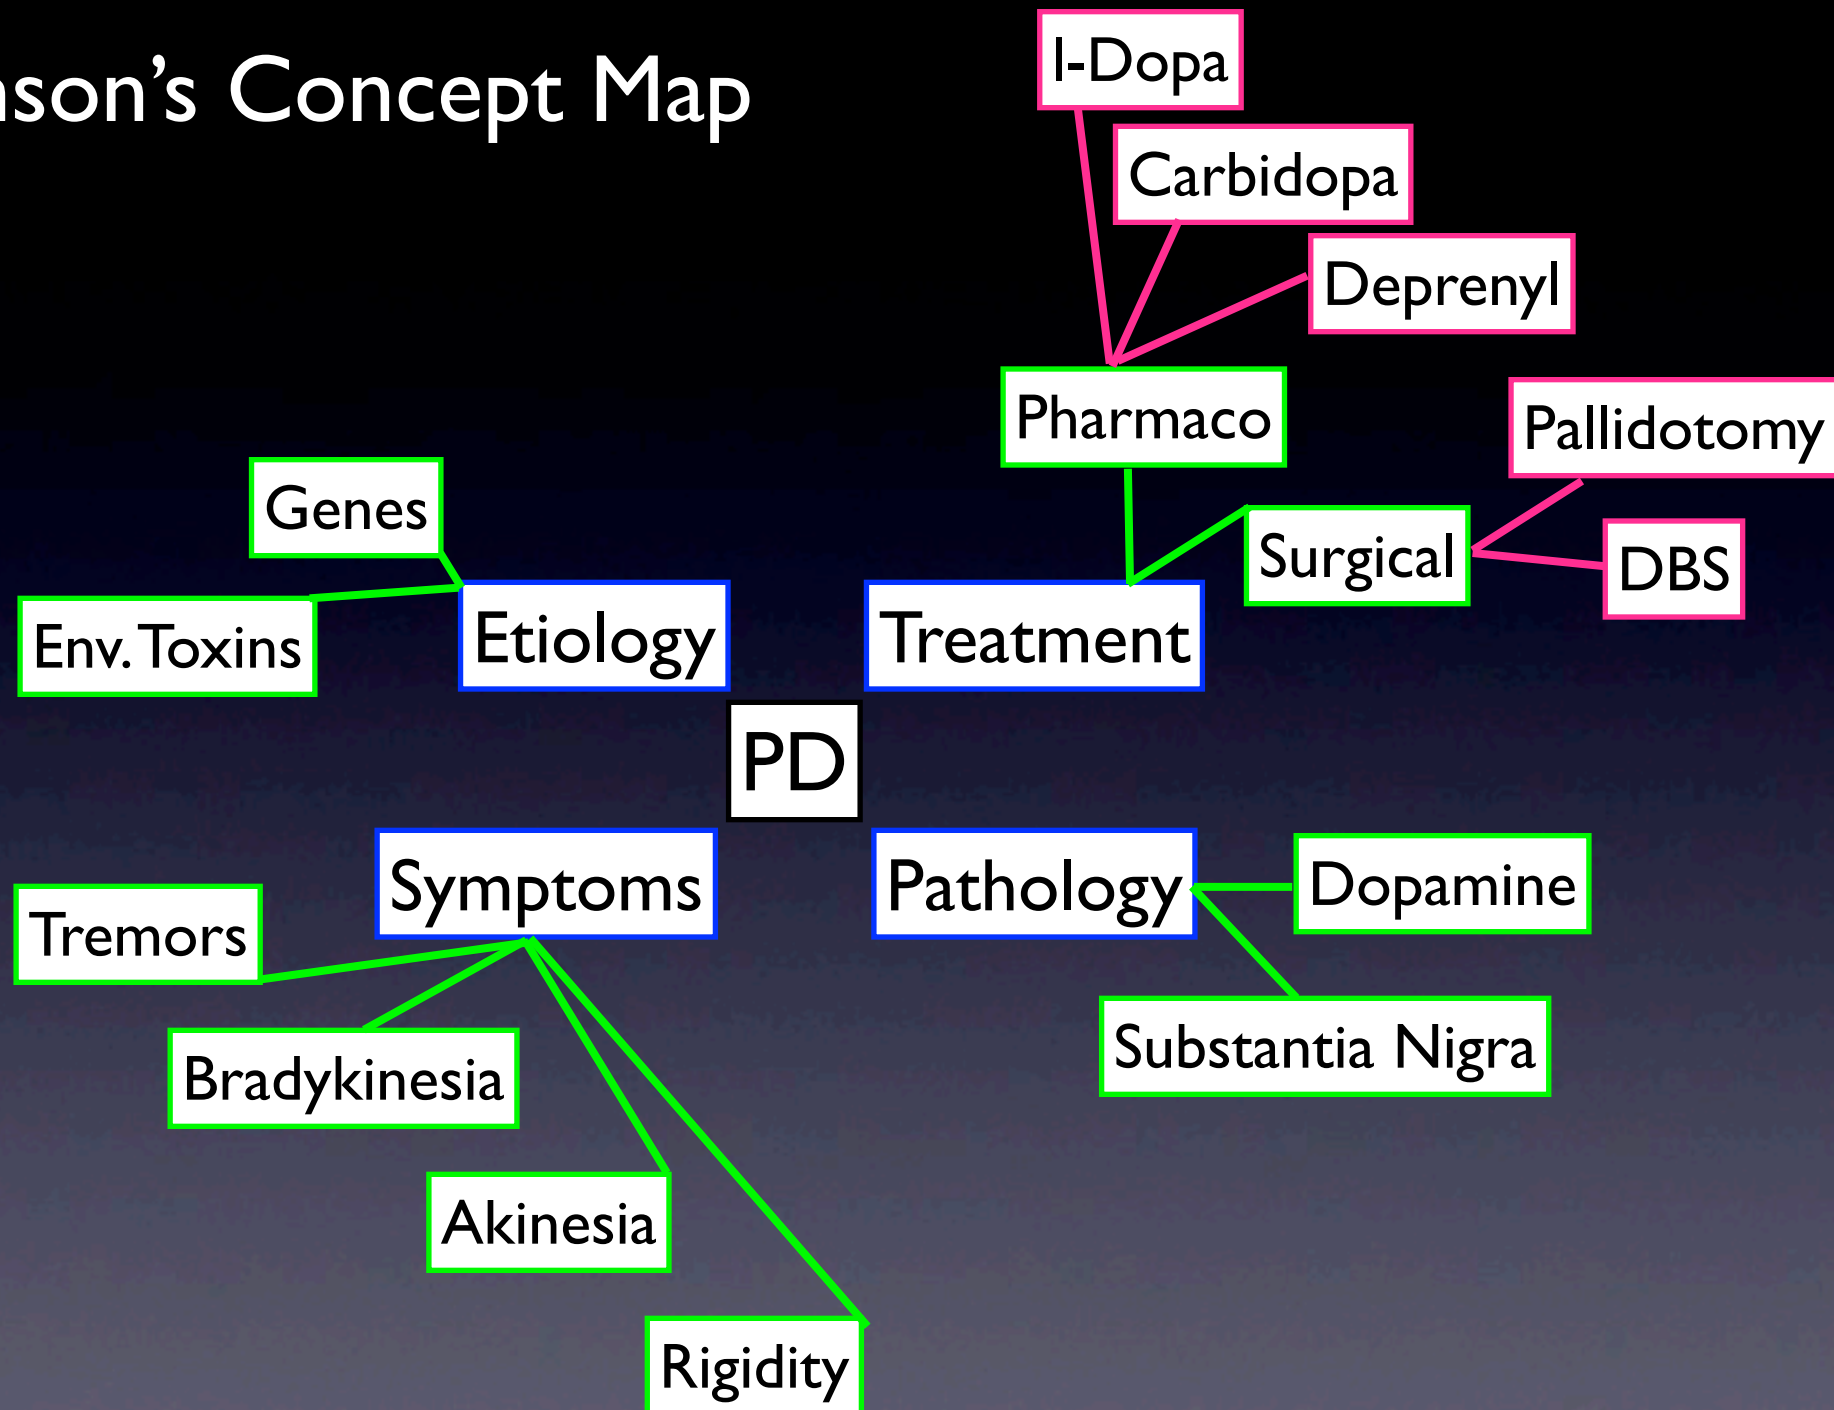 nson's Concept Map
l-Dopa
Carbidopa
Deprenyl
Pharmaco
Pallidotomy
Surgical
DBS
Genes
Env. Toxins
Etiology
Treatment
PD
Symptoms
Pathology
Dopamine
Substantia Nigra
Tremors
Bradykinesia
Akinesia
Rigidity